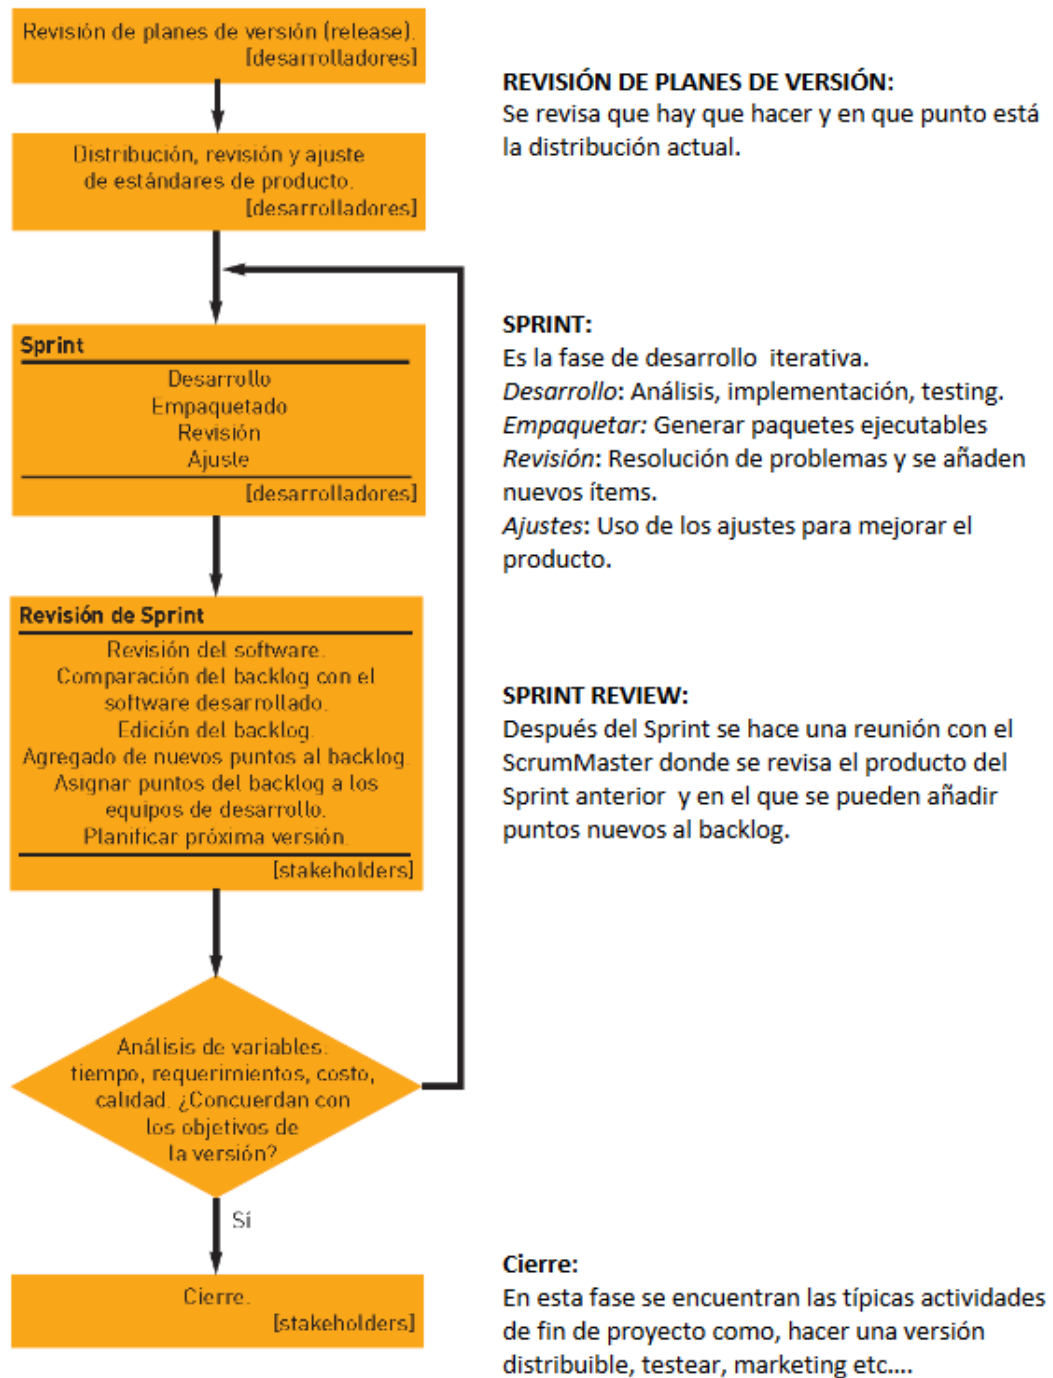 Revisión de planes de versión (release).
[desarrolladores]
REVISIÓN DE PLANES DE VERSIÓN:
Se revisa que hay que hacer y en que punto está
la distribución actual.
Distribución, revisión y ajuste
de estándares de producto.
[desarrolladores]
Sprint
Desarrollo
Empaquetado
Revisión
Ajuste
[desarrolladores]
SPRINT:
Es la fase de desarrollo iterativa.
Desarrollo: Análisis, implementación, testing.
Empaquetar: Generar paquetes ejecutables
Revisión: Resolución de problemas y se añaden
nuevos ítems.
Ajustes: Uso de los ajustes para mejorar el
producto.
Revisión de Sprint
Revisión del software.
Comparación del backlog con el
software desarrollado.
Edición del backlog.
Agregado de nuevos puntos al backlog.
Asignar puntos del backlog a los
equipos de desarrollo.
Planificar próxima versión.
[stakeholders]
SPRINT REVIEW:
Después del Sprint se hace una reunión con el
ScrumMaster donde se revisa el producto del
Sprint anterior y en el que se pueden añadir
puntos nuevos al backlog.
Análisis de variables:
tiempo, requerimientos, costo,
calidad. ¿Concuerdan con
los objetivos de
la versión?
Sí
Cierre.
[stakeholders]
Cierre:
En esta fase se encuentran las típicas actividades
de fin de proyecto como, hacer una versión
distribuible, testear, marketing etc....